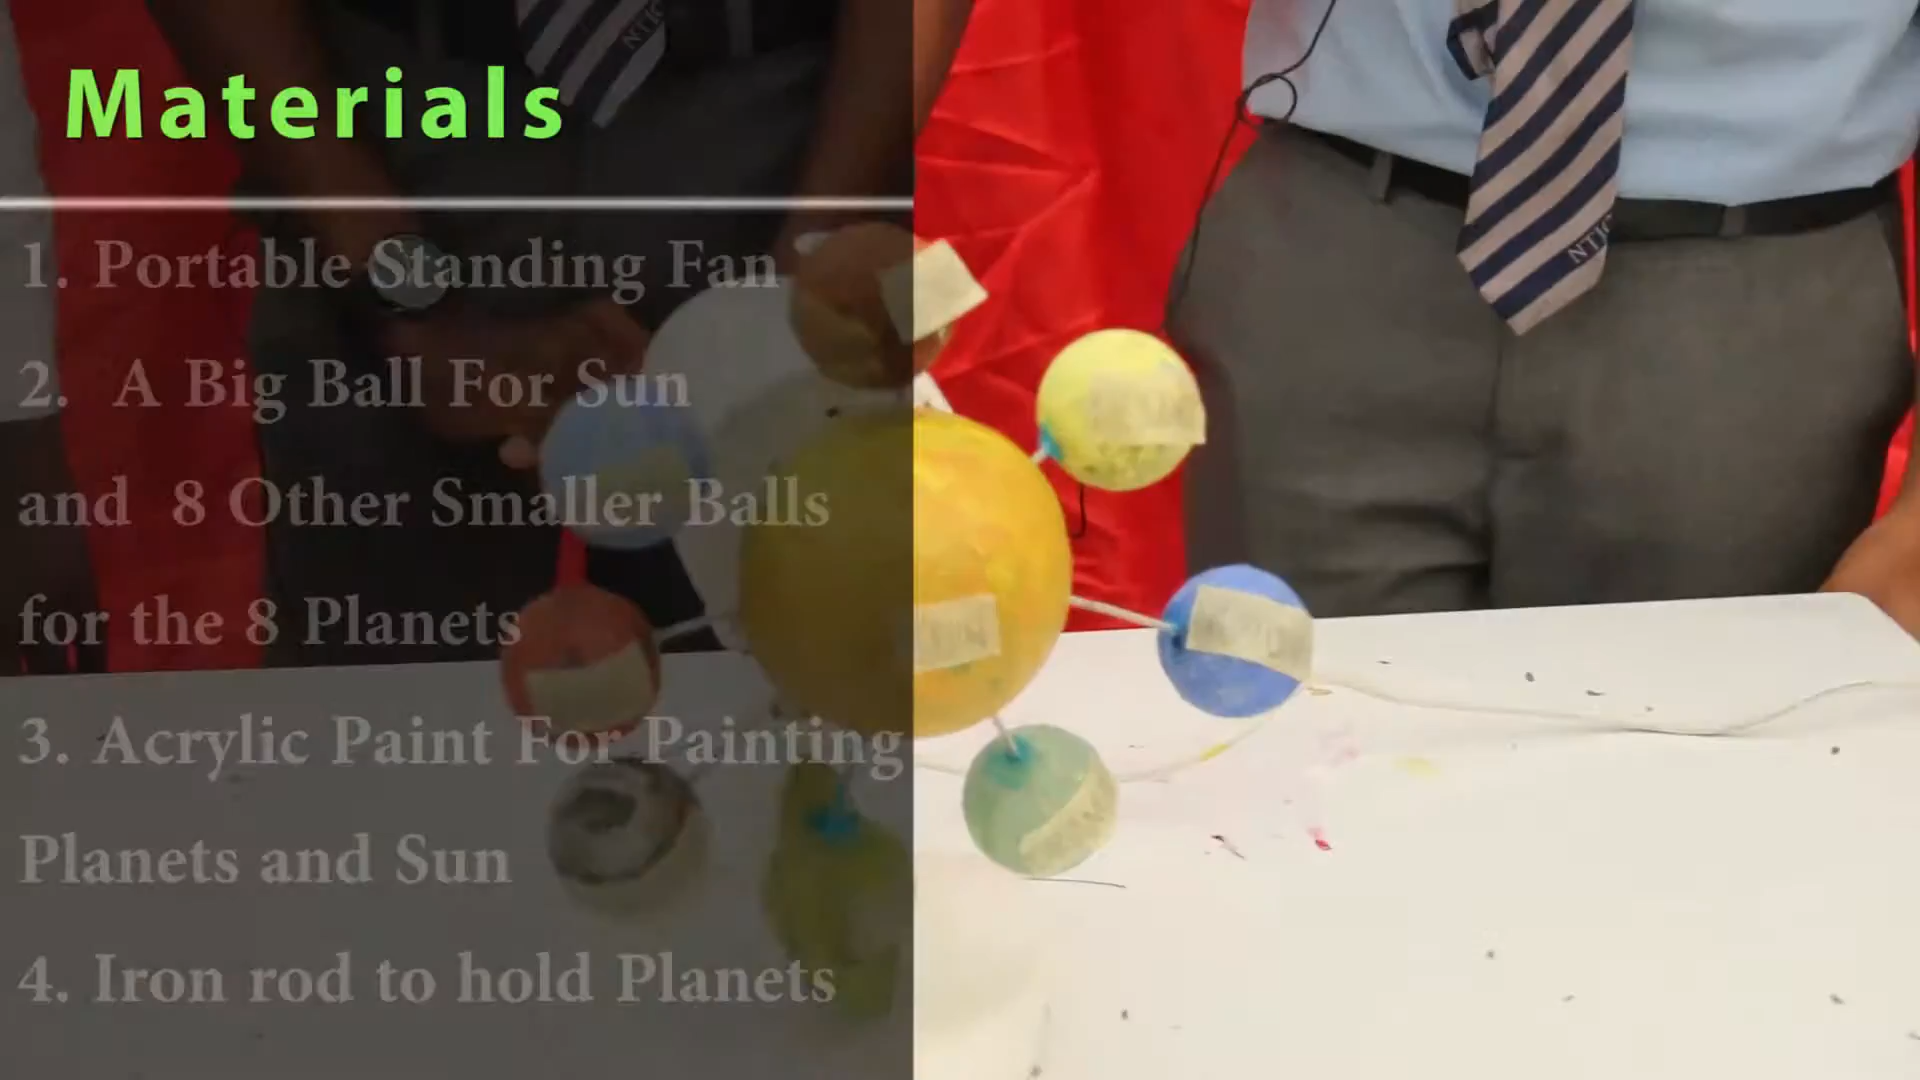 Materials
1. Portable Standing Fan
2. A Big Ball For Sun
and 8 Other Smaller Balls
for the 8 Planets
3. Acrylic Paint For Painting
Planets and Sun
4. Iron rod to hold Planets